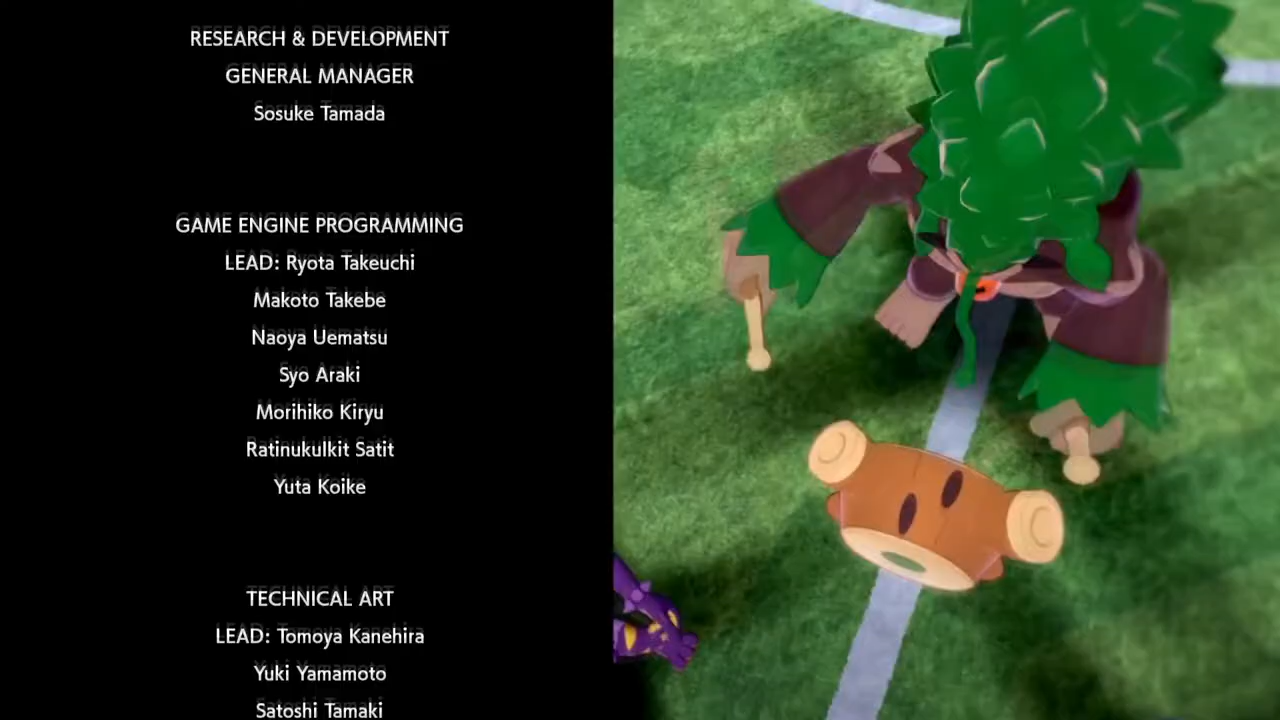 RESEARCH & DEVELOPMENT
GENERAL MANAGER
Sosuke Tamada
GAME ENGINE PROGRAMMING
LEAD: Ryota Takeuchi
Makoto Takebe
Naoya Uematsu
Syo Araki
Morihiko Kiryu
Ratinukulkit Satit
Yuta Koike
TECHNICAL ART
LEAD: Tomoya Kanehira
Yuki Yamamoto
Satoshi Tamaki